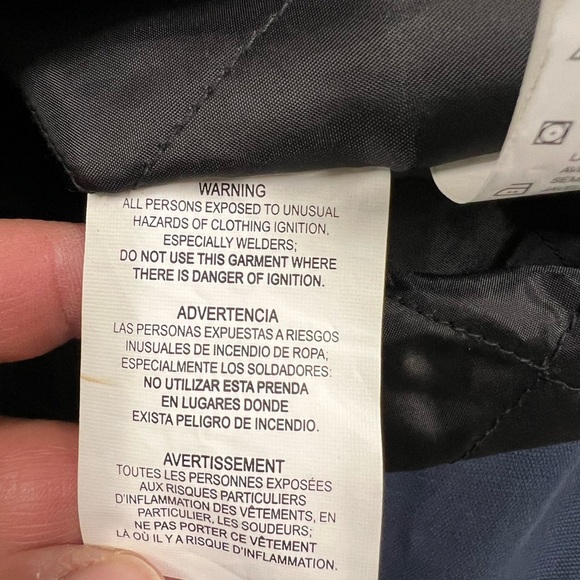 WARNING
ALL PERSONS EXPOSED TO UNUSUAL
HAZARDS OF CLOTHING IGNITION,
ESPECIALLY WELDERS;
DO NOT USE THIS GARMENT WHERE
THERE IS DANGER OF IGNITION.
ADVERTENCIA
LAS PERSONAS EXPUESTAS A RIESGOS
INUSUALES DE INCENDIO DE ROPA;
ESPECIALMENTE LOS SOLDADORES:
NO UTILIZAR ESTA PRENDA
EN LUGARES DONDE
EXISTA PELIGRO DE INCENDIO.
AVERTISSEMENT
TOUTES LES PERSONNES EXPOSÉES
AUX RISQUES PARTICULIERS
D'INFLAMMATION DES VÊTEMENTS, EN
PARTICULIER, LES SOUDEURS;
NE PAS PORTER CE VÊTEMENT
LÀ OÙ IL Y A RISQUE D'INFLAMMATION.